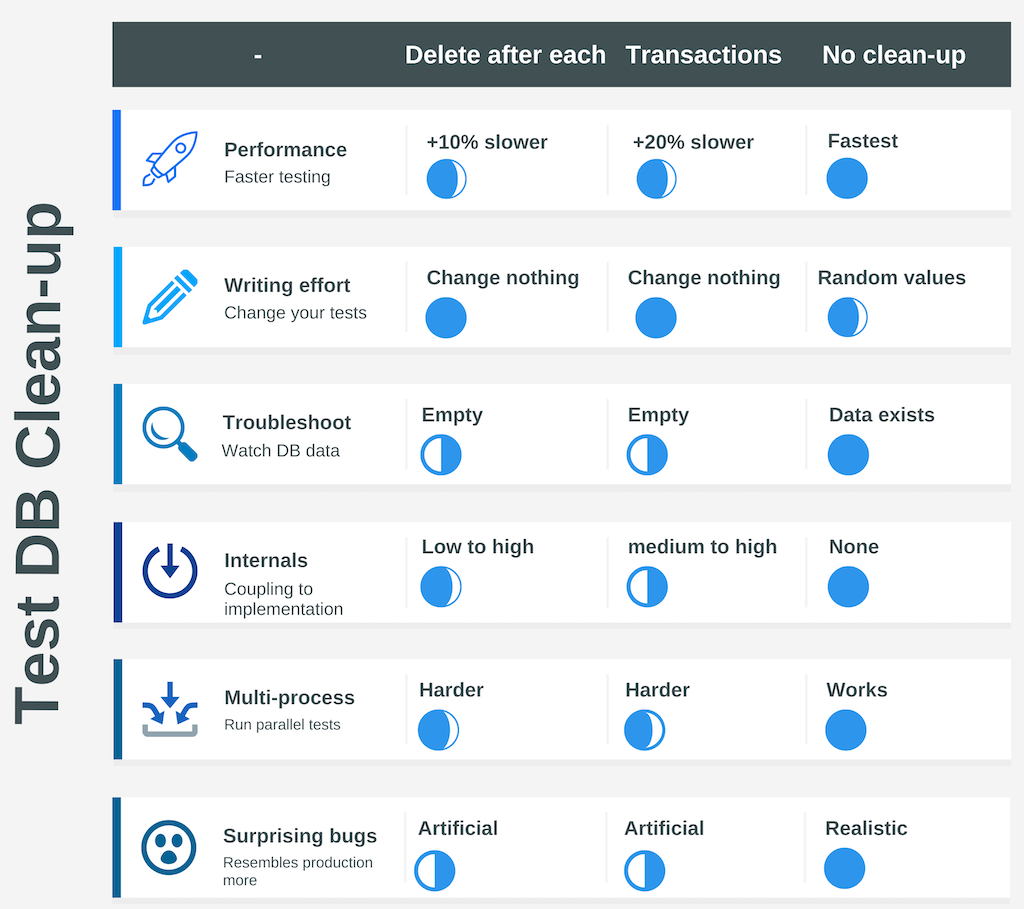 Test DB Clean-up
- Delete after each Transactions No clean-up
Performance
Faster testing
+10% slower
+20% slower
Fastest
Writing effort
Change your tests
Change nothing
Change nothing
Random values
Troubleshoot
Watch DB data
Empty
Empty
Data exists
Internals
Coupling to
implementation
Low to high
medium to high
None
Multi-process
Run parallel tests
Harder
Harder
Works
Surprising bugs
Resembles production
more
Artificial
Artificial
Realistic